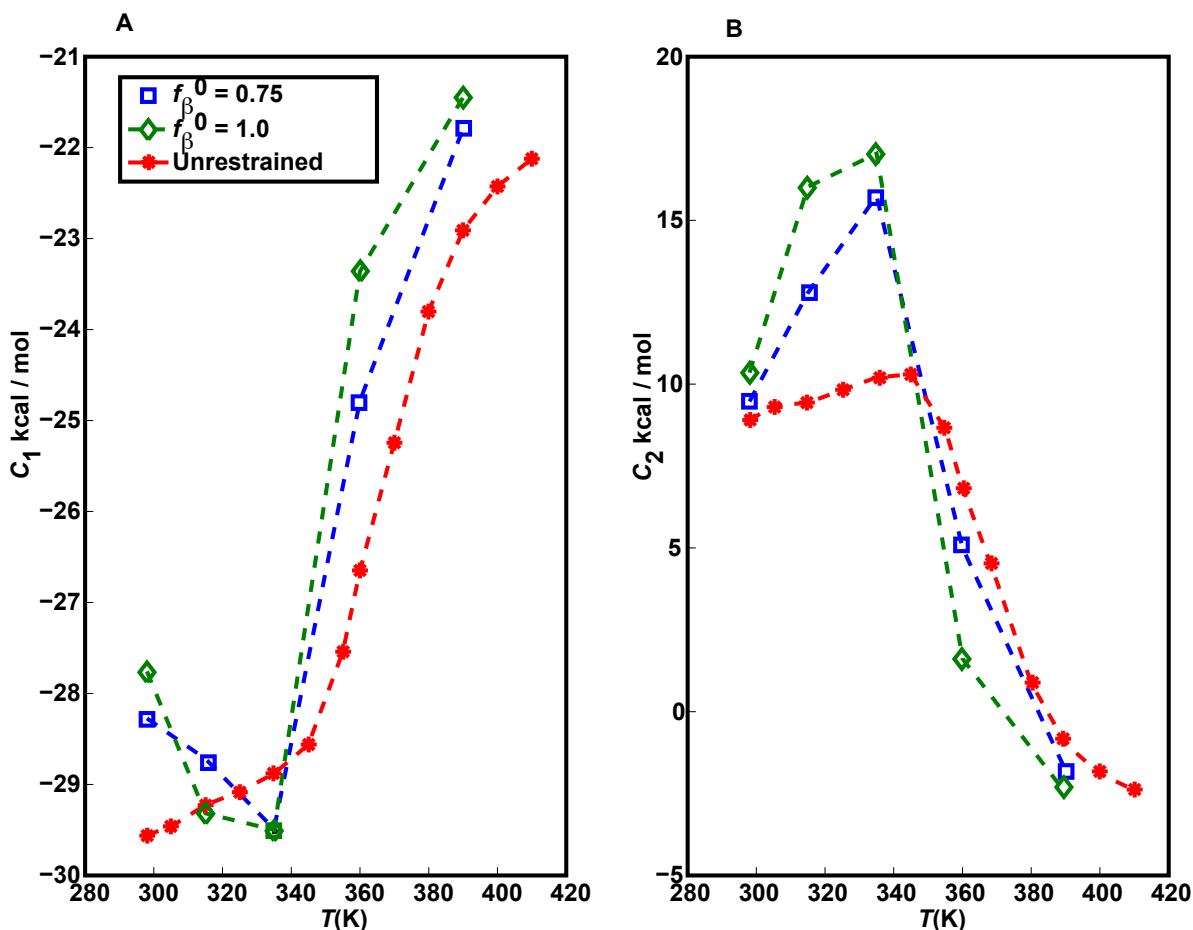 A
−21
−22
−23
−24
−25
−26
−27
−28
−29
−30
C1 kcal / mol
fβ0 = 0.75
fβ0 = 1.0
Unrestrained
280 300 320 340 360 380 400 420
T(K)
B
20
15
10
5
0
−5
C2 kcal / mol
280 300 320 340 360 380 400 420
T(K)